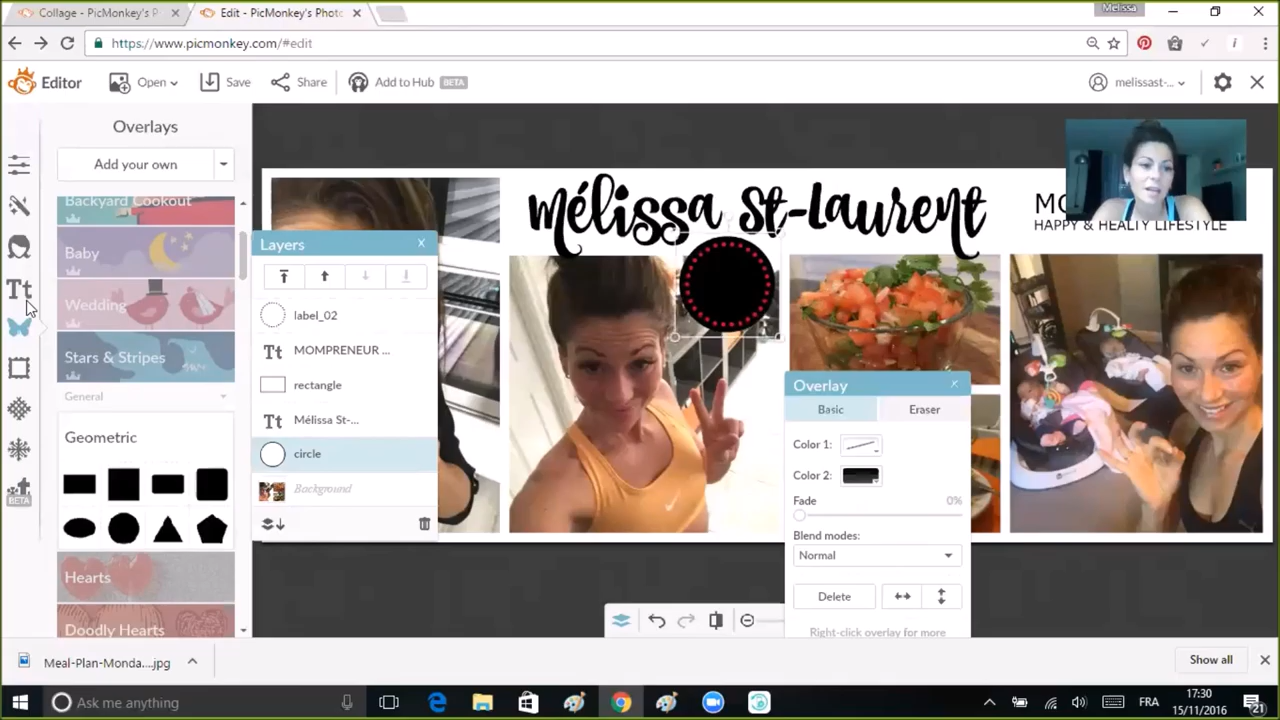 Collage - PicMonkey's P
Edit - PicMonkey's Photo
Melissa
https://www.picmonkey.com/#edit
Editor
Open
Save
Share
Add to Hub BETA
melissast-...
Overlays
Add your own
Backyard Cookout
Baby
Wedding
Stars & Stripes
General
Geometric
Hearts
Doodly Hearts
BETA
Layers
label_02
Tt MOMPRENEUR ...
rectangle
Tt Mélissa St-...
circle
Background
mélissa St-Laurent
HAPPY & HEALTY LIFESTYLE
Overlay
Basic
Eraser
Color 1:
Color 2:
Fade
0%
Blend modes:
Normal
Delete
Right-click overlay for more
Meal-Plan-Monda....jpg
Show all
Ask me anything
FRA
17:30
15/11/2016
21